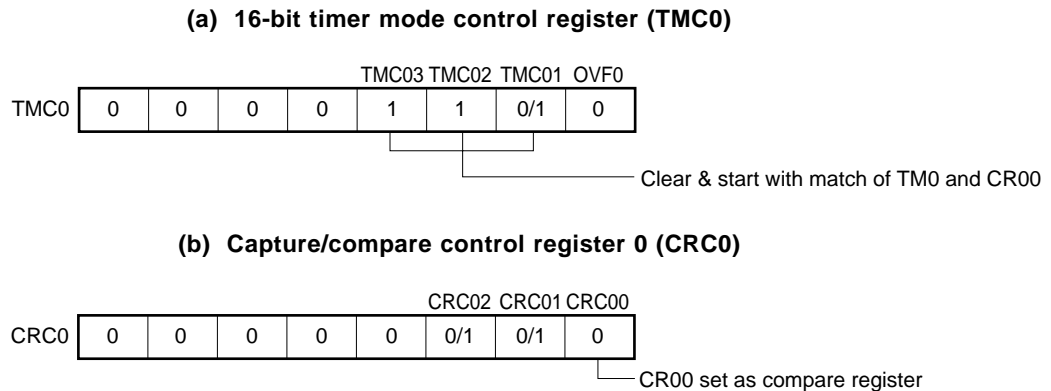 (a) 16-bit timer mode control register (TMC0)
TMC03 TMC02 TMC01 OVF0
TMC0 0 0 0 0 1 1 0/1 0
Clear & start with match of TM0 and CR00
(b) Capture/compare control register 0 (CRC0)
CRC02 CRC01 CRC00
CRC0 0 0 0 0 0 0/1 0/1 0
CR00 set as compare register